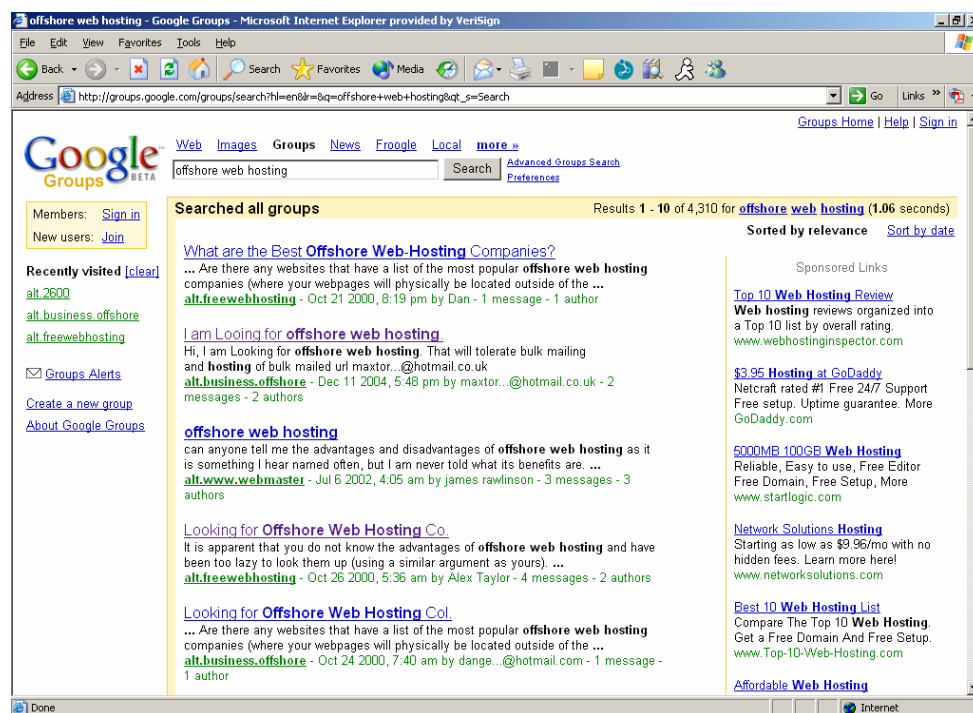 offshore web hosting - Google Groups - Microsoft Internet Explorer provided by VeriSign
File Edit View Favorites Tools Help
Back Search Favorites Media
Address http://groups.google.com/groups/search?hl=en&lr=&q=offshore+web+hosting&qt_s=Search Go Links »
Groups Home | Help | Sign in
Google Groups BETA
Web Images Groups News Froogle Local more »
offshore web hosting Search Advanced Groups Search
Preferences
Members: Sign in
New users: Join
Recently visited [clear]
alt.2600
alt.business.offshore
alt.freewebhosting
Groups Alerts
Create a new group
About Google Groups
Searched all groups Results 1 - 10 of 4,310 for offshore web hosting (1.06 seconds)
Sorted by relevance Sort by date
What are the Best Offshore Web-Hosting Companies?
... Are there any websites that have a list of the most popular offshore web hosting
companies (where your webpages will physically be located outside of the ...
alt.freewebhosting - Oct 21 2000, 8:19 pm by Dan - 1 message - 1 author
I am Looing for offshore web hosting.
Hi, I am Looking for offshore web hosting. That will tolerate bulk mailing
and hosting of bulk mailed url maxtor...@hotmail.co.uk
alt.business.offshore - Dec 11 2004, 5:48 pm by maxtor...@hotmail.co.uk - 2
messages - 2 authors
offshore web hosting
can anyone tell me the advantages and disadvantages of offshore web hosting as it
is something I hear named often, but I am never told what its benefits are. ...
alt.www.webmaster - Jul 6 2002, 4:05 am by james rawlinson - 3 messages - 3
authors
Looking for Offshore Web Hosting Co.
It is apparent that you do not know the advantages of offshore web hosting and have
been too lazy to look them up (using a similar argument as yours). ...
alt.freewebhosting - Oct 26 2000, 5:36 am by Alex Taylor - 4 messages - 2 authors
Looking for Offshore Web Hosting Col.
... Are there any websites that have a list of the most popular offshore web hosting
companies (where your webpages will physically be located outside of the ...
alt.business.offshore - Oct 24 2000, 7:40 am by dange...@hotmail.com - 1 message -
1 author
Sponsored Links
Top 10 Web Hosting Review
Web hosting reviews organized into
a Top 10 list by overall rating.
www.webhostinginspector.com
$3.95 Hosting at GoDaddy
Netcraft rated #1 Free 24/7 Support
Free setup. Uptime guarantee. More
GoDaddy.com
5000MB 100GB Web Hosting
Reliable, Easy to use, Free Editor
Free Domain, Free Setup, More
www.startlogic.com
Network Solutions Hosting
Starting as low as $9.96/mo with no
hidden fees. Learn more here!
www.networksolutions.com
Best 10 Web Hosting List
Compare The Top 10 Web Hosting.
Get a Free Domain And Free Setup.
www.Top-10-Web-Hosting.com
Affordable Web Hosting
Done Internet